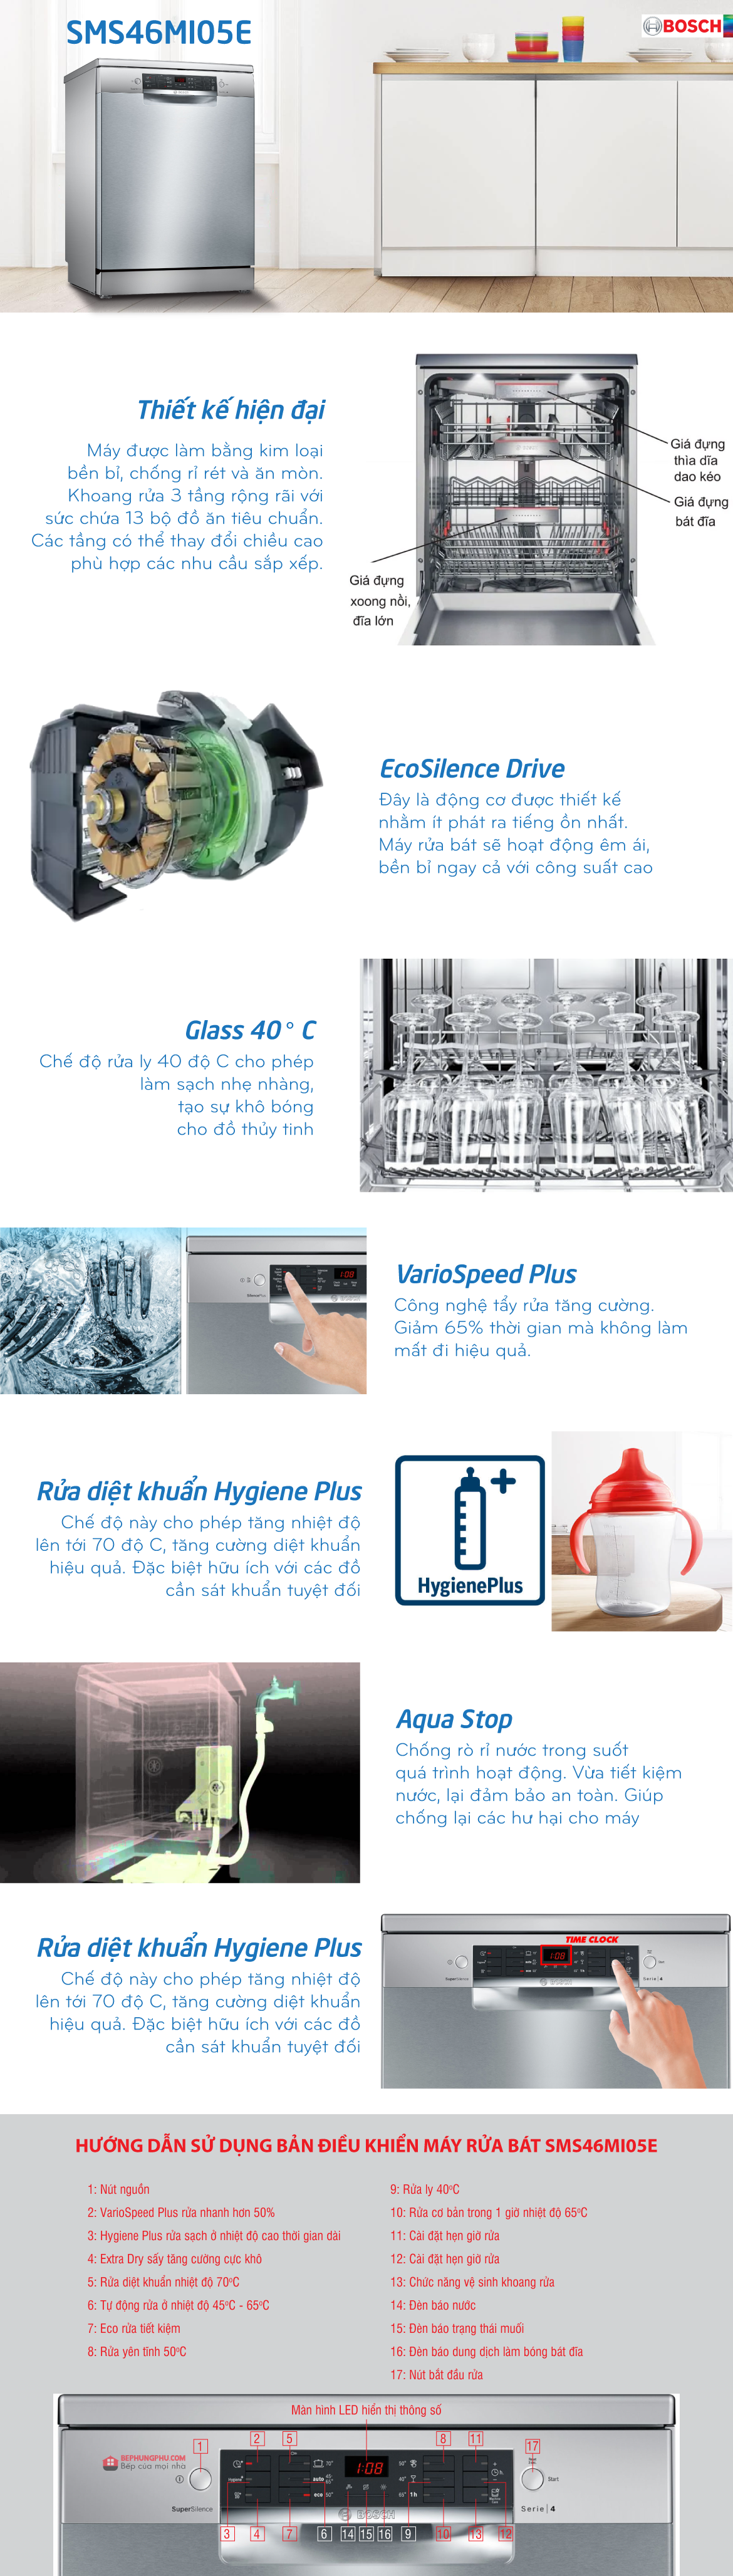 SMS46MI05E
BOSCH
Thiết kế hiện đại
Máy được làm bằng kim loại
bền bỉ, chống rỉ rét và ăn mòn.
Khoang rửa 3 tầng rộng rãi với
sức chứa 13 bộ đồ ăn tiêu chuẩn.
Các tầng có thể thay đổi chiều cao
phù hợp các nhu cầu sắp xếp.
Giá đựng
thìa dĩa
dao kéo
Giá đựng
bát đĩa
Giá đựng
xoong nồi,
đĩa lớn
EcoSilence Drive
Đây là động cơ được thiết kế
nhằm ít phát ra tiếng ồn nhất.
Máy rửa bát sẽ hoạt động êm ái,
bền bỉ ngay cả với công suất cao
Glass 40° C
Chế độ rửa ly 40 độ C cho phép
làm sạch nhẹ nhàng,
tạo sự khô bóng
cho đồ thủy tinh
1:08
VarioSpeed Plus
Công nghệ tẩy rửa tăng cường.
Giảm 65% thời gian mà không làm
mất đi hiệu quả.
Rửa diệt khuẩn Hygiene Plus
Chế độ này cho phép tăng nhiệt độ
lên tới 70 độ C, tăng cường diệt khuẩn
hiệu quả. Đặc biệt hữu ích với các đồ
cần sát khuẩn tuyệt đối
HygienePlus
Aqua Stop
Chống rò rỉ nước trong suốt
quá trình hoạt động. Vừa tiết kiệm
nước, lại đảm bảo an toàn. Giúp
chống lại các hư hại cho máy
Rửa diệt khuẩn Hygiene Plus
Chế độ này cho phép tăng nhiệt độ
lên tới 70 độ C, tăng cường diệt khuẩn
hiệu quả. Đặc biệt hữu ích với các đồ
cần sát khuẩn tuyệt đối
TIME CLOCK
1:08
SuperSilence
BOSCH
Serie | 4
HƯỚNG DẪN SỬ DỤNG BẢN ĐIỀU KHIỂN MÁY RỬA BÁT SMS46MI05E
1: Nút nguồn
2: VarioSpeed Plus rửa nhanh hơn 50%
3: Hygiene Plus rửa sạch ở nhiệt độ cao thời gian dài
4: Extra Dry sấy tăng cường cực khô
5: Rửa diệt khuẩn nhiệt độ 70ºC
6: Tự động rửa ở nhiệt độ 45ºC - 65ºC
7: Eco rửa tiết kiệm
8: Rửa yên tĩnh 50ºC
9: Rửa ly 40ºC
10: Rửa cơ bản trong 1 giờ nhiệt độ 65ºC
11: Cài đặt hẹn giờ rửa
12: Cài đặt hẹn giờ rửa
13: Chức năng vệ sinh khoang rửa
14: Đèn báo nước
15: Đèn báo trạng thái muối
16: Đèn báo dung dịch làm bóng bát đĩa
17: Nút bắt đầu rửa
Màn hình LED hiển thị thông số
1 2 5 8 11 17
BEPHUNGPHU.COM
Bếp của mọi nhà
70°
auto 45-65°
eco 50°
1:08
50°
40°
65° 1h
Start
SuperSilence
BOSCH
Serie | 4
3 4 7 6 14 15 16 9 10 13 12